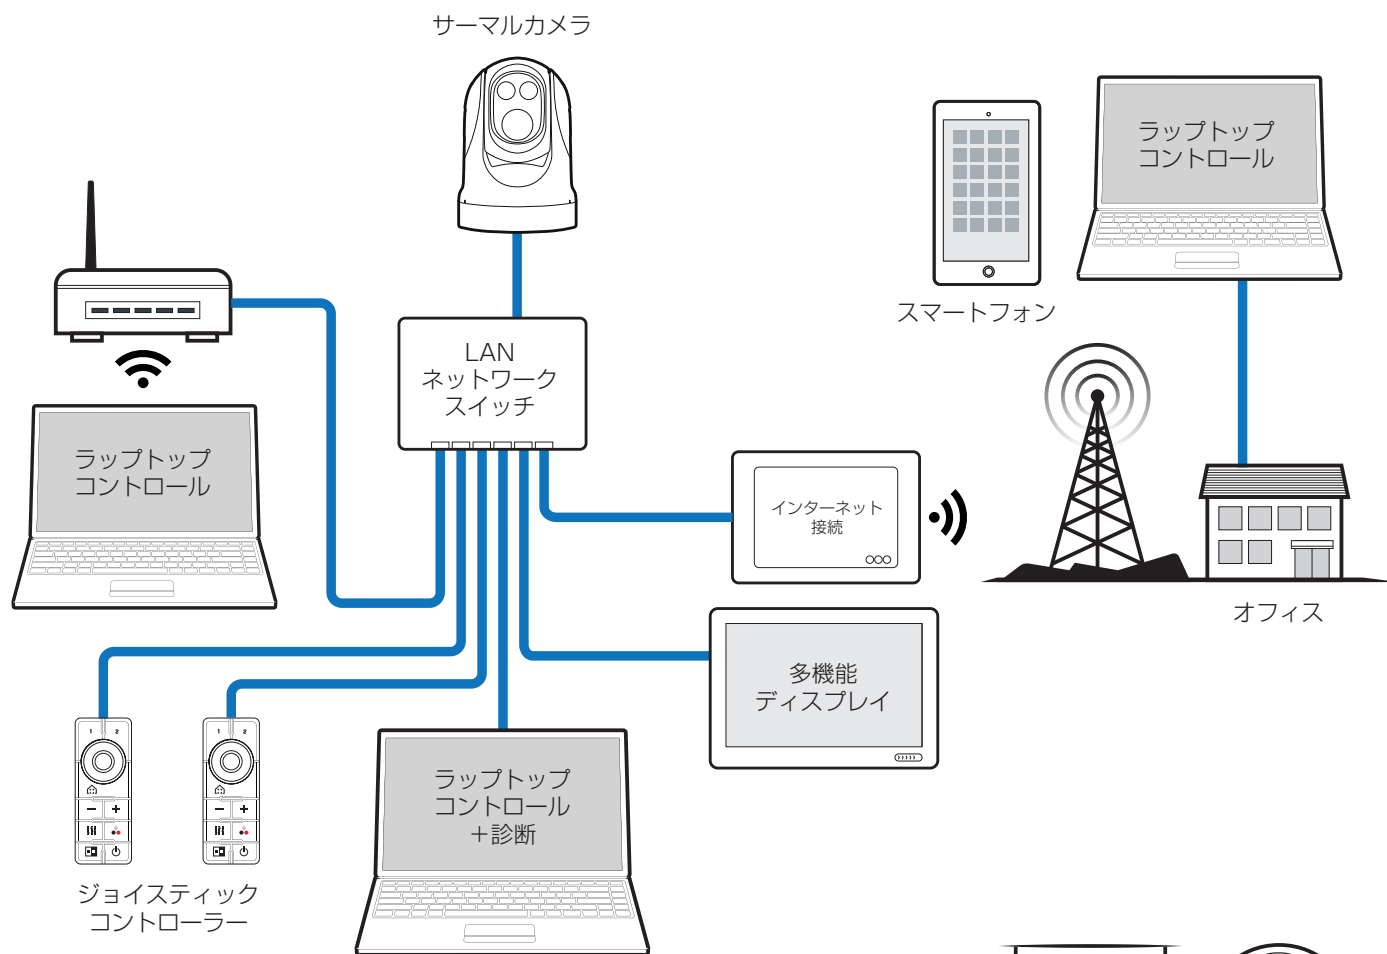 サーマルカメラ
ラップトップ
コントロール
スマートフォン
LAN
ネットワーク
スイッチ
ラップトップ
コントロール
インターネット
接続
オフィス
多機能
ディスプレイ
1 2
1 2
ラップトップ
コントロール
＋診断
ジョイスティック
コントローラー